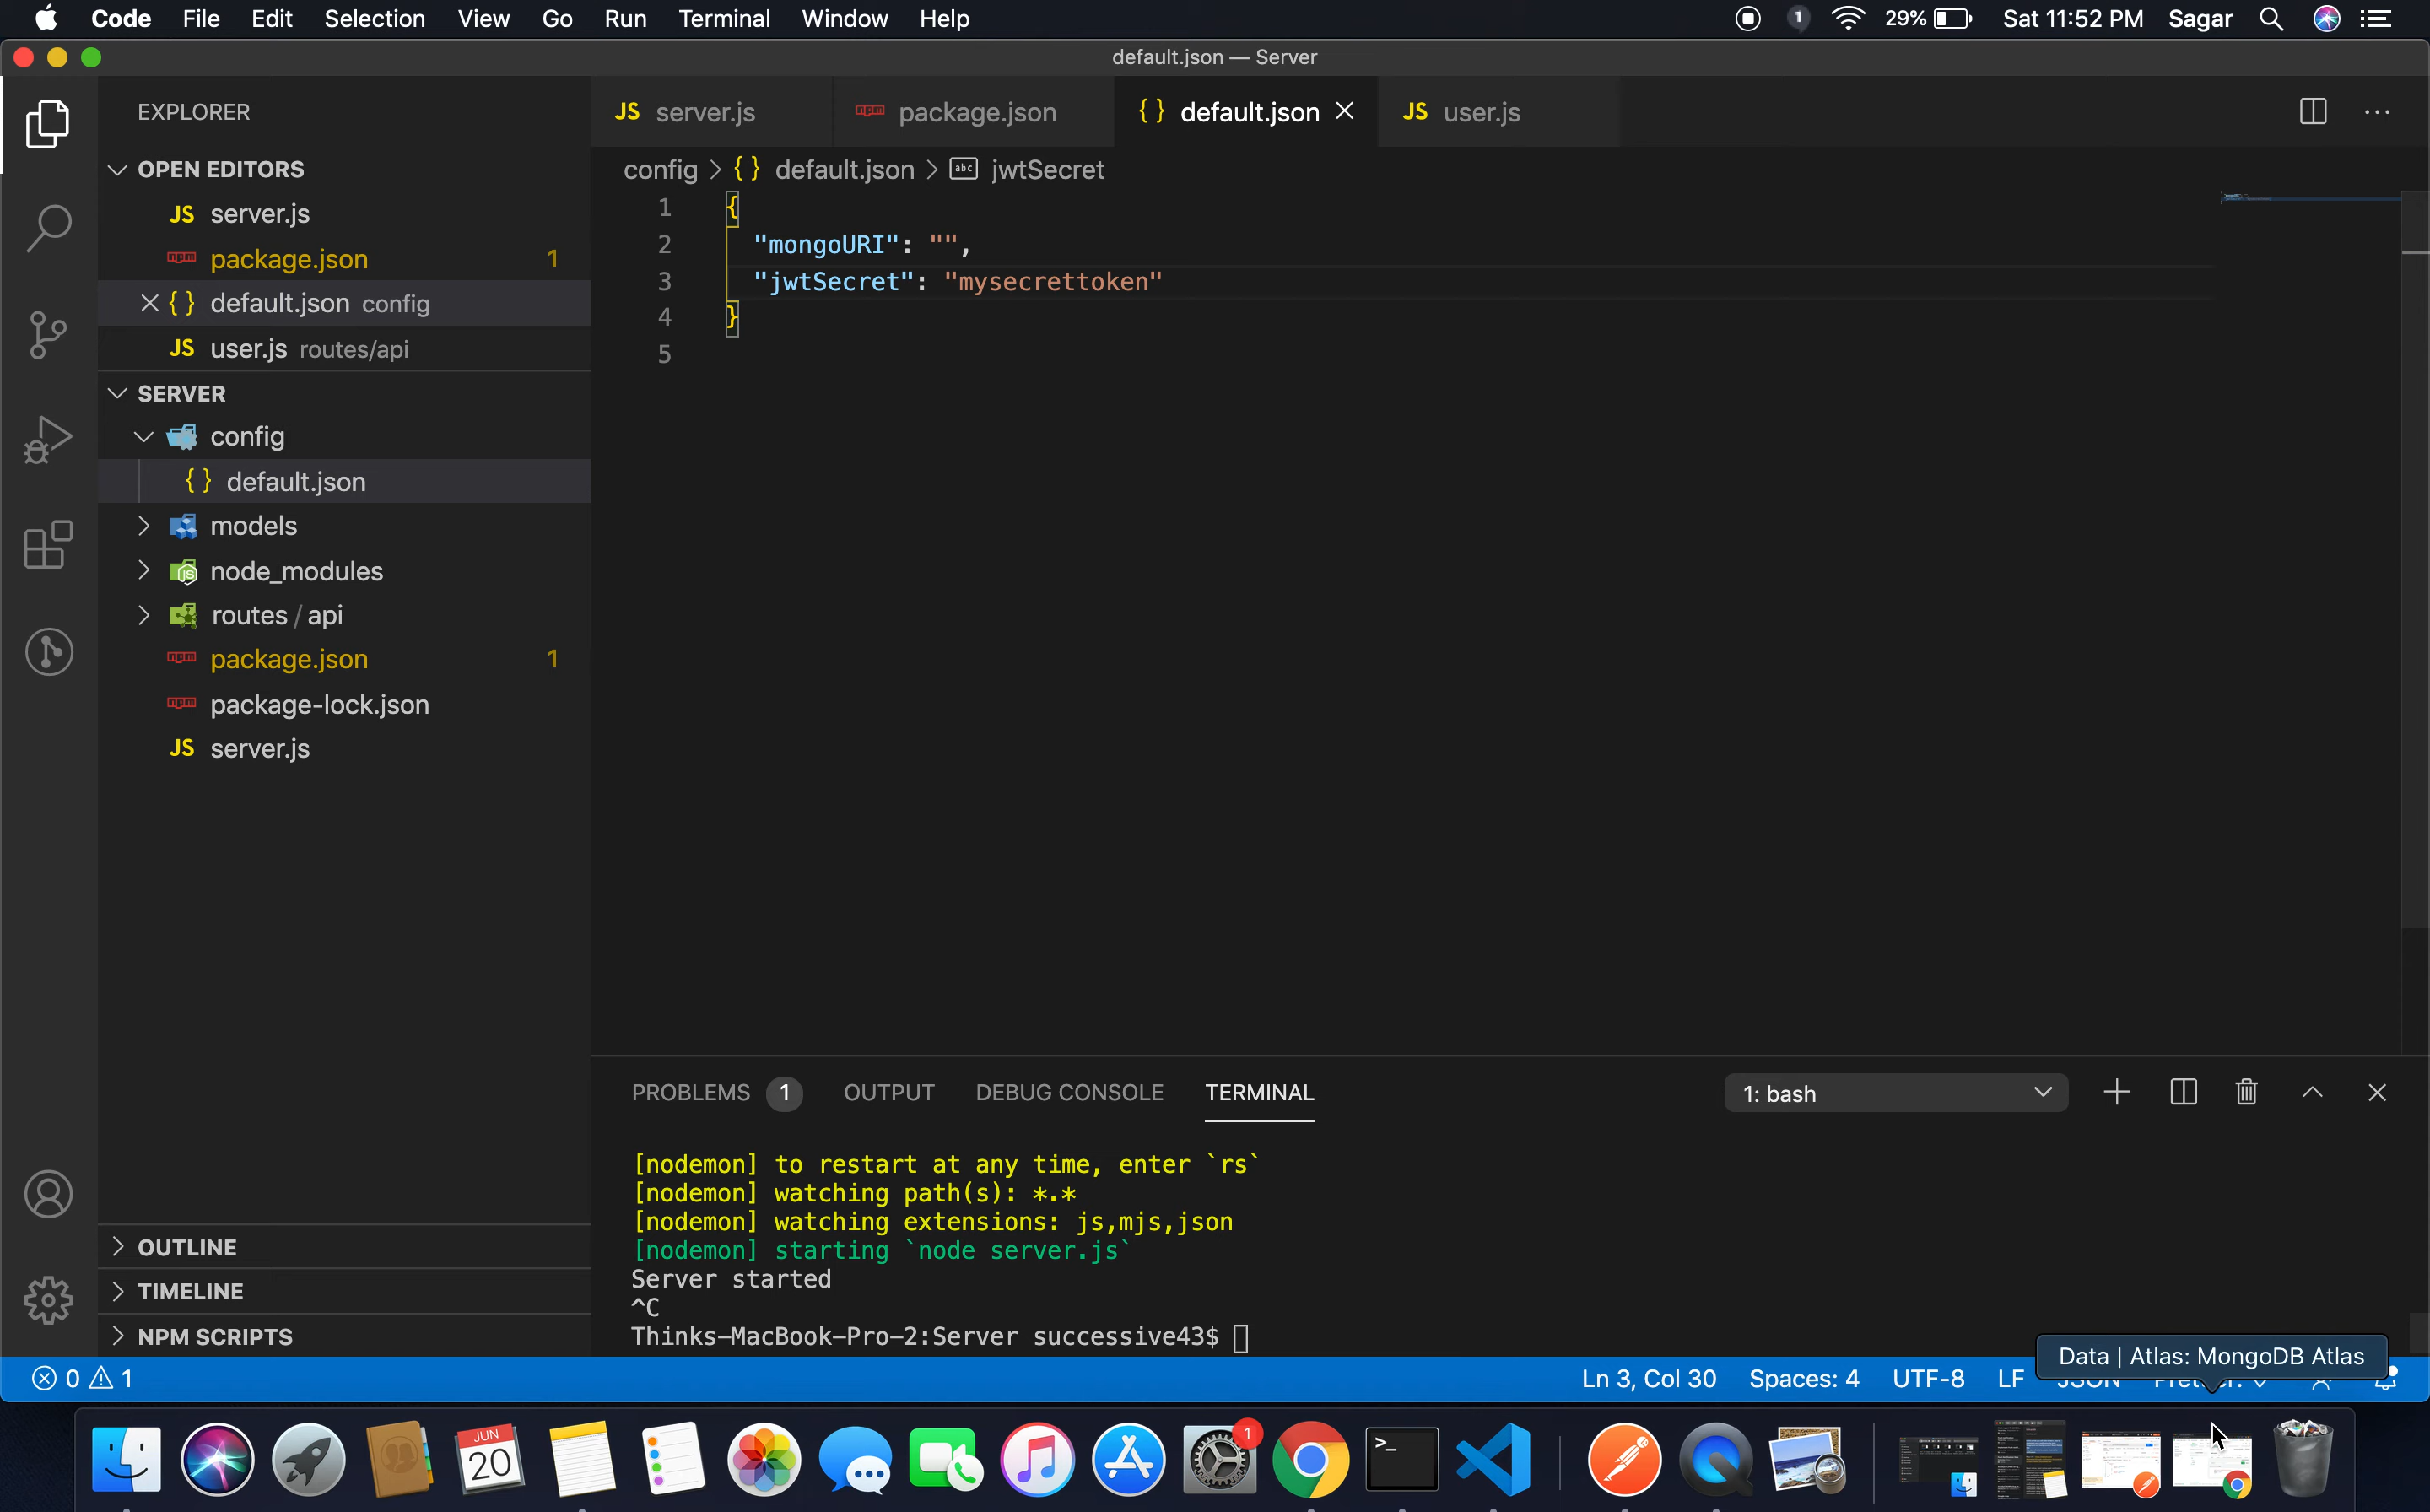 Code File Edit Selection View Go Run Terminal Window Help 1 29% Sat 11:52 PM Sagar
default.json — Server
EXPLORER
OPEN EDITORS
JS server.js
package.json 1
{ } default.json config
JS user.js routes/api
SERVER
config
{ } default.json
models
node_modules
routes / api
package.json 1
package-lock.json
JS server.js
OUTLINE
TIMELINE
NPM SCRIPTS
JS server.js package.json { } default.json JS user.js
config > { } default.json > abc jwtSecret
1 {
2 "mongoURI": "",
3 "jwtSecret": "mysecrettoken"
4 }
5
PROBLEMS 1 OUTPUT DEBUG CONSOLE TERMINAL 1: bash
[nodemon] to restart at any time, enter `rs`
[nodemon] watching path(s): *.*
[nodemon] watching extensions: js,mjs,json
[nodemon] starting `node server.js`
Server started
^C
Thinks-MacBook-Pro-2:Server successive43$
Data | Atlas: MongoDB Atlas
0 1 Ln 3, Col 30 Spaces: 4 UTF-8 LF JSON
JUN
20
1